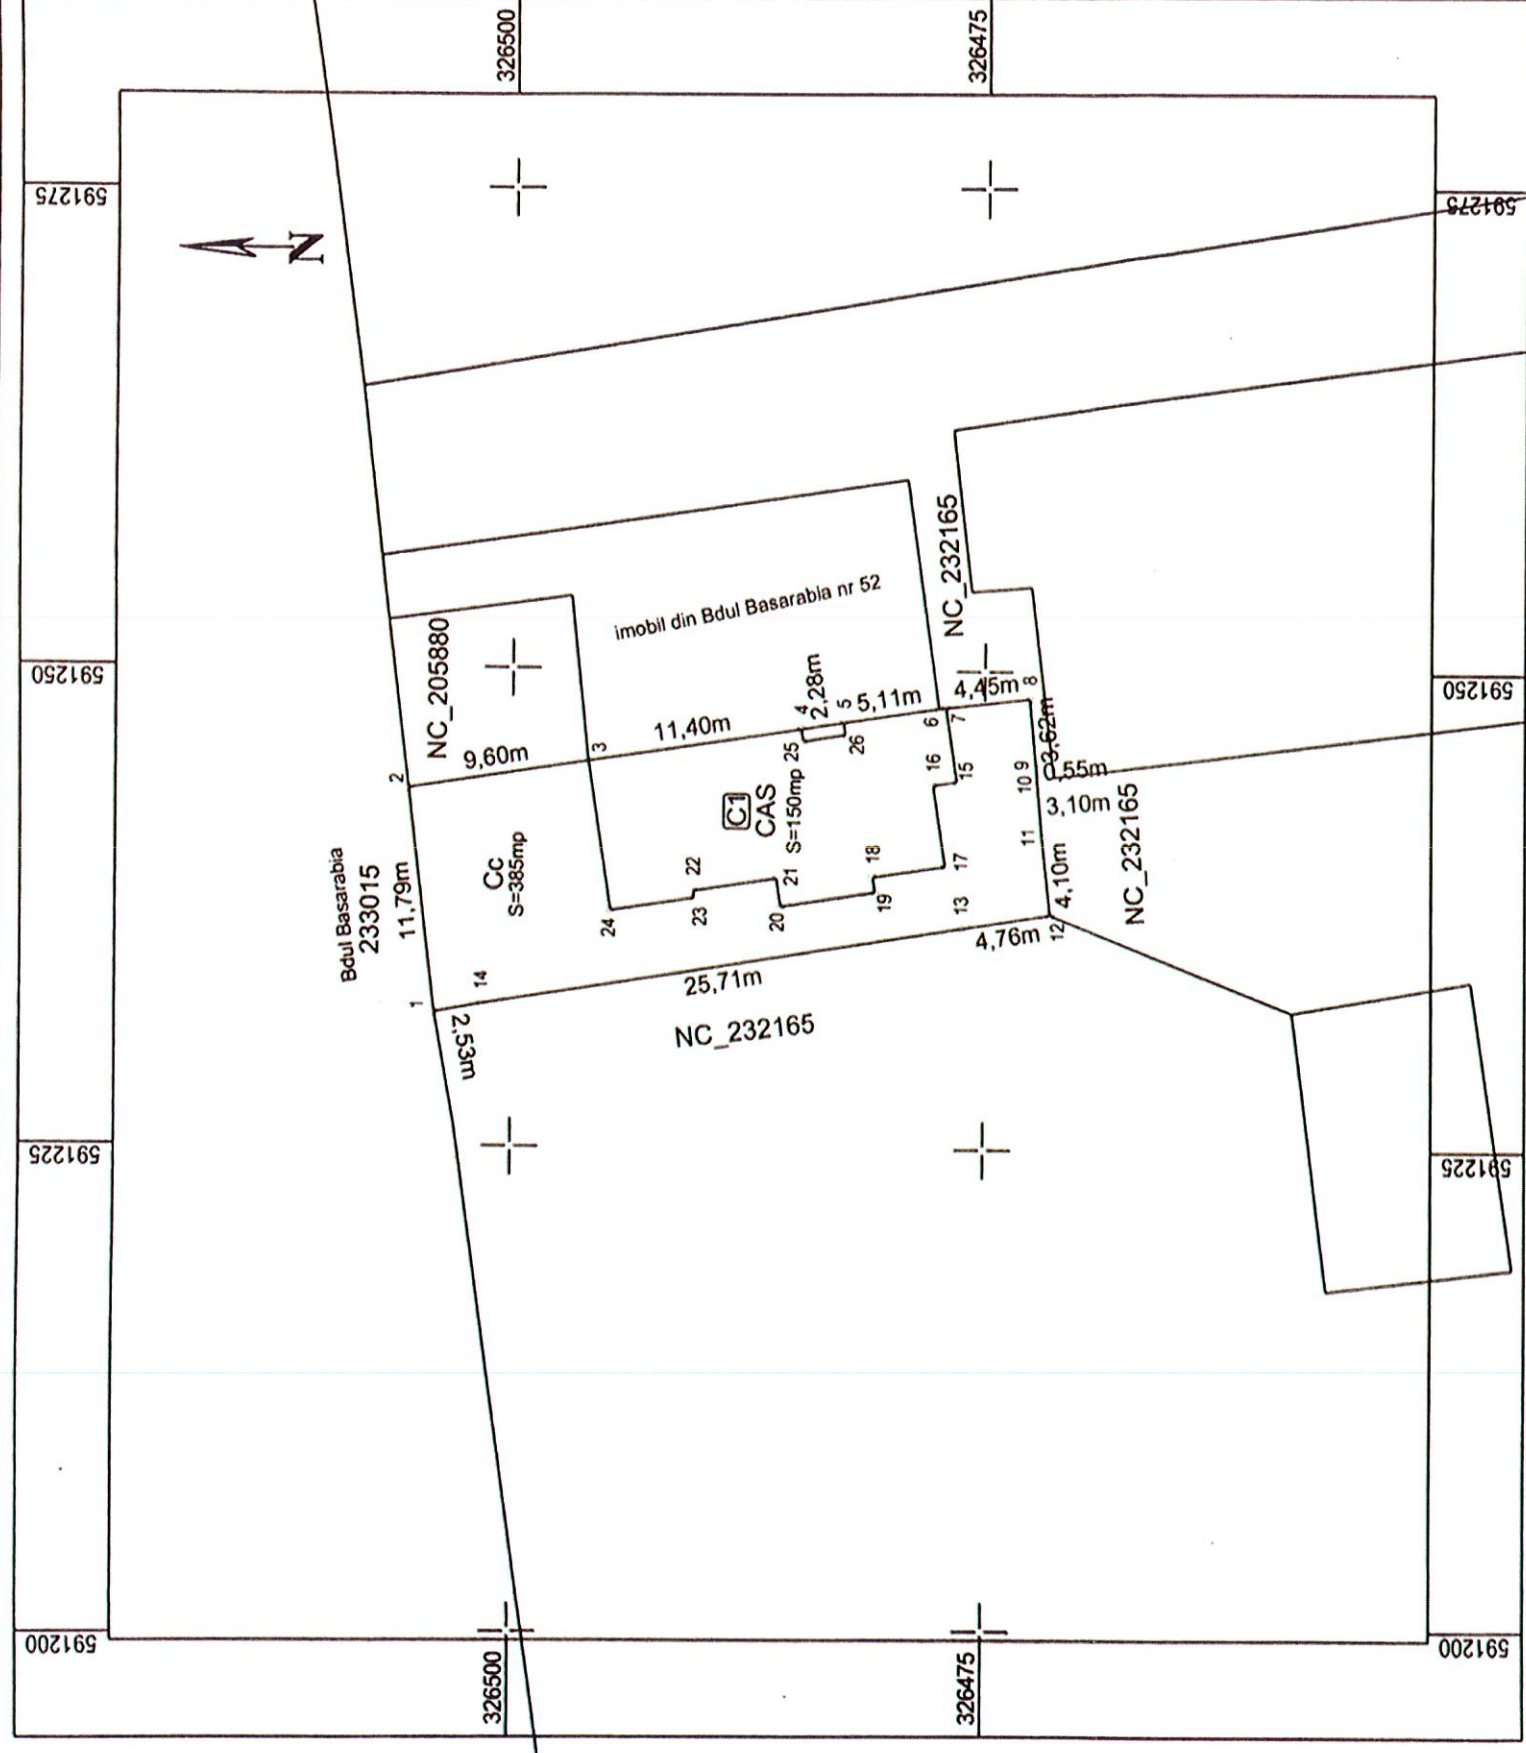 326500
326475
591275
591275
N
NC_232165
imobil din Bdul Basarabia nr 52
591250
591250
NC_205880
2
9,60m
3
11,40m
4
2,28m
5
5,11m
6
7
4,45m
8
3,62m
25
26
16
15
9
10
0,55m
3,10m
C1
CAS
S=150mp
Bdul Basarabia
233015
11,79m
Cc
S=385mp
22
21
18
17
11
4,10m
NC_232165
24
23
20
19
13
12
4,76m
1
14
25,71m
2,53m
NC_232165
591225
591225
591200
591200
326500
326475